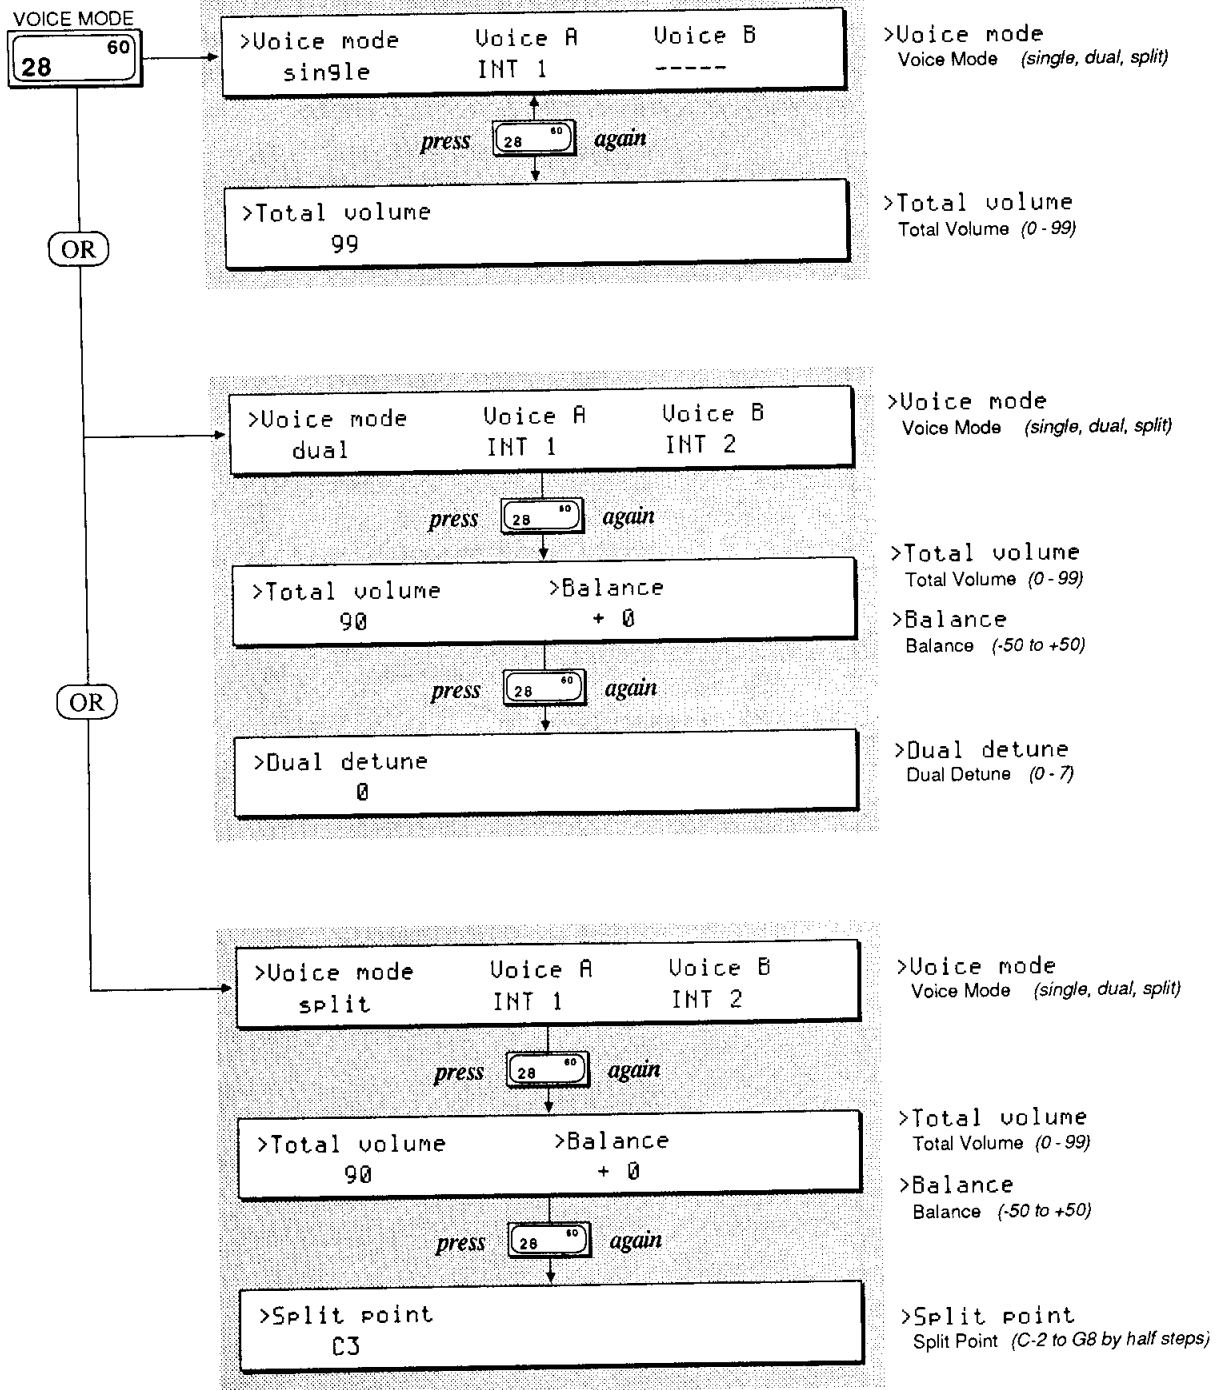 VOICE MODE
28 60
>Voice mode Voice A Voice B
single INT 1 -----
>Voice mode
Voice Mode (single, dual, split)
press 28 60 again
>Total volume
99
>Total volume
Total Volume (0 - 99)
OR
>Voice mode Voice A Voice B
dual INT 1 INT 2
>Voice mode
Voice Mode (single, dual, split)
press 28 60 again
>Total volume >Balance
90 + 0
>Total volume
Total Volume (0 - 99)
>Balance
Balance (-50 to +50)
press 28 60 again
OR
>Dual detune
0
>Dual detune
Dual Detune (0 - 7)
>Voice mode Voice A Voice B
split INT 1 INT 2
>Voice mode
Voice Mode (single, dual, split)
press 28 60 again
>Total volume >Balance
90 + 0
>Total volume
Total Volume (0 - 99)
>Balance
Balance (-50 to +50)
press 28 60 again
>Split point
C3
>Split point
Split Point (C-2 to G8 by half steps)